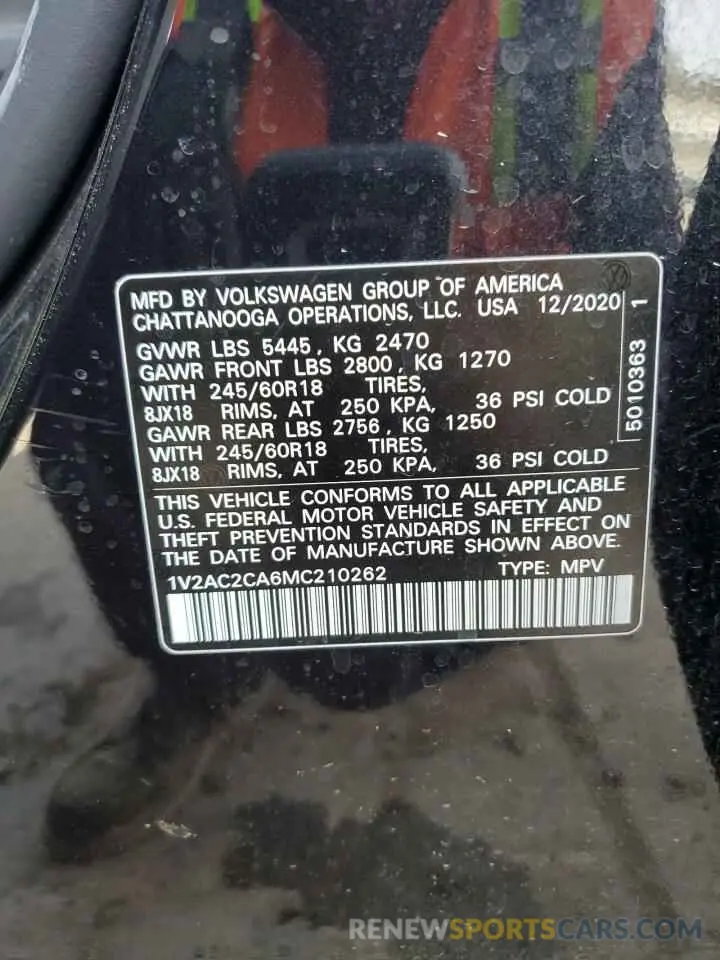 MFD BY VOLKSWAGEN GROUP OF AMERICA
CHATTANOOGA OPERATIONS, LLC. USA 12/2020
GVWR LBS 5445, KG 2470
GAWR FRONT LBS 2800, KG 1270
WITH 245/60R18 TIRES,
8JX18 RIMS, AT 250 KPA, 36 PSI COLD
GAWR REAR LBS 2756, KG 1250
WITH 245/60R18 TIRES,
8JX18 RIMS, AT 250 KPA, 36 PSI COLD
5010363 1
THIS VEHICLE CONFORMS TO ALL APPLICABLE
U.S. FEDERAL MOTOR VEHICLE SAFETY AND
THEFT PREVENTION STANDARDS IN EFFECT ON
THE DATE OF MANUFACTURE SHOWN ABOVE.
1V2AC2CA6MC210262 TYPE: MPV
RENEWSOMECARS.COM